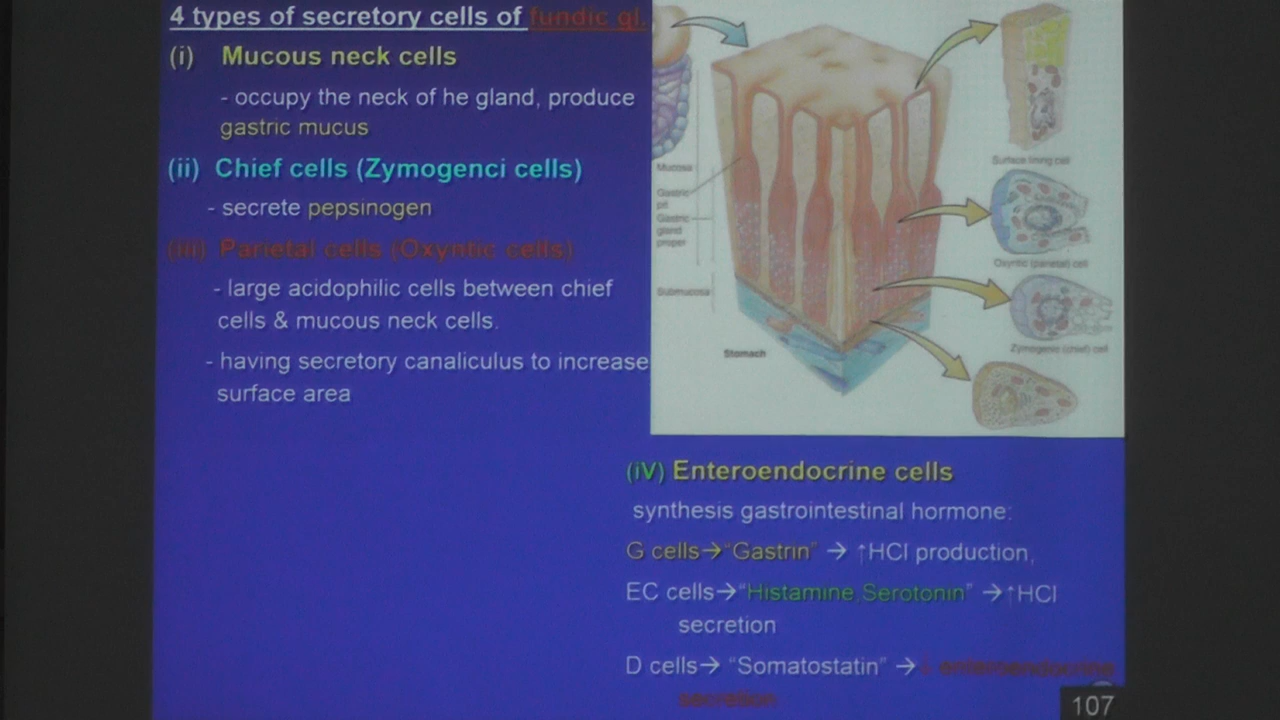 4 types of secretory cells of fundic gl.
(i) Mucous neck cells
- occupy the neck of he gland, produce
gastric mucus
(ii) Chief cells (Zymogenci cells)
- secrete pepsinogen
(iii) Parietal cells (Oxyntic cells)
- large acidophilic cells between chief
cells & mucous neck cells.
- having secretory canaliculus to increase
surface area
Mucosa
Gastric
pit
Gastric
gland
proper
Submucosa
Stomach
Surface lining cell
Oxyntic (parietal) cell
Zymogenic (chief) cell
(iV) Enteroendocrine cells
synthesis gastrointestinal hormone:
G cells→"Gastrin" → ↑HCl production,
EC cells→"Histamine,Serotonin" →↑HCl
secretion
D cells→ "Somatostatin" →↓ enteroendocrine
secretion
107